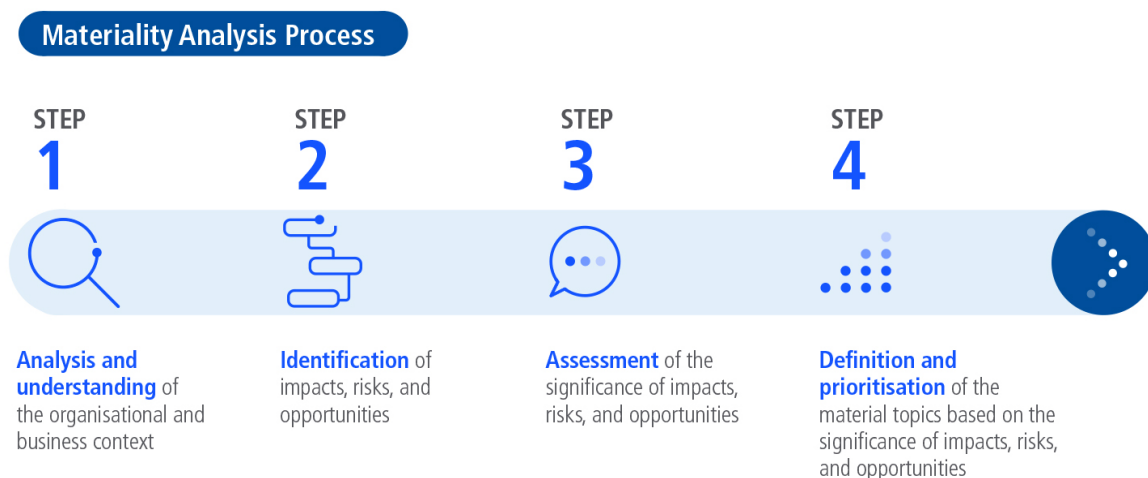 Materiality Analysis Process
STEP
1
Analysis and
understanding of
the organisational and
business context
STEP
2
Identification of
impacts, risks, and
opportunities
STEP
3
Assessment of the
significance of impacts,
risks, and opportunities
STEP
4
Definition and
prioritisation of the
material topics based on the
significance of impacts, risks,
and opportunities